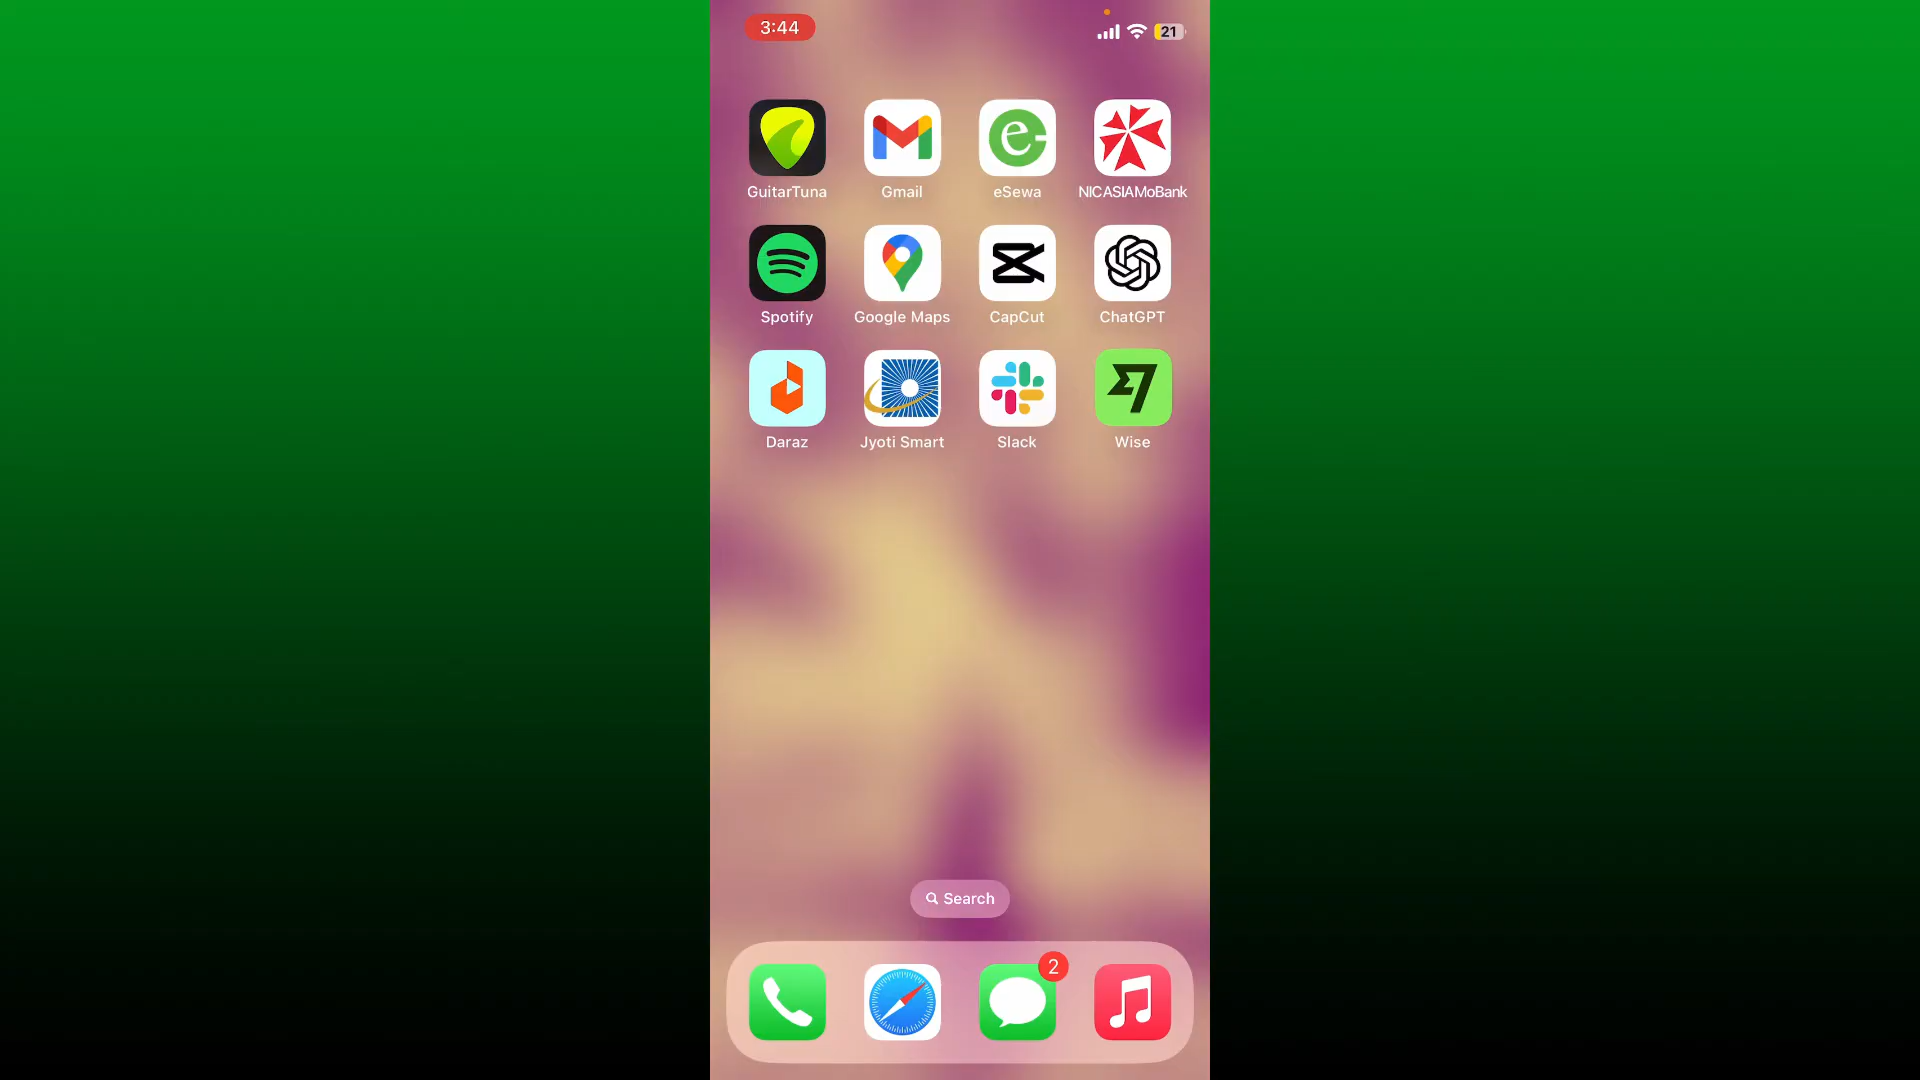 3:44
21
GuitarTuna Gmail eSewa NICASIAMoBank
Spotify Google Maps CapCut ChatGPT
Daraz Jyoti Smart Slack Wise
Search
2